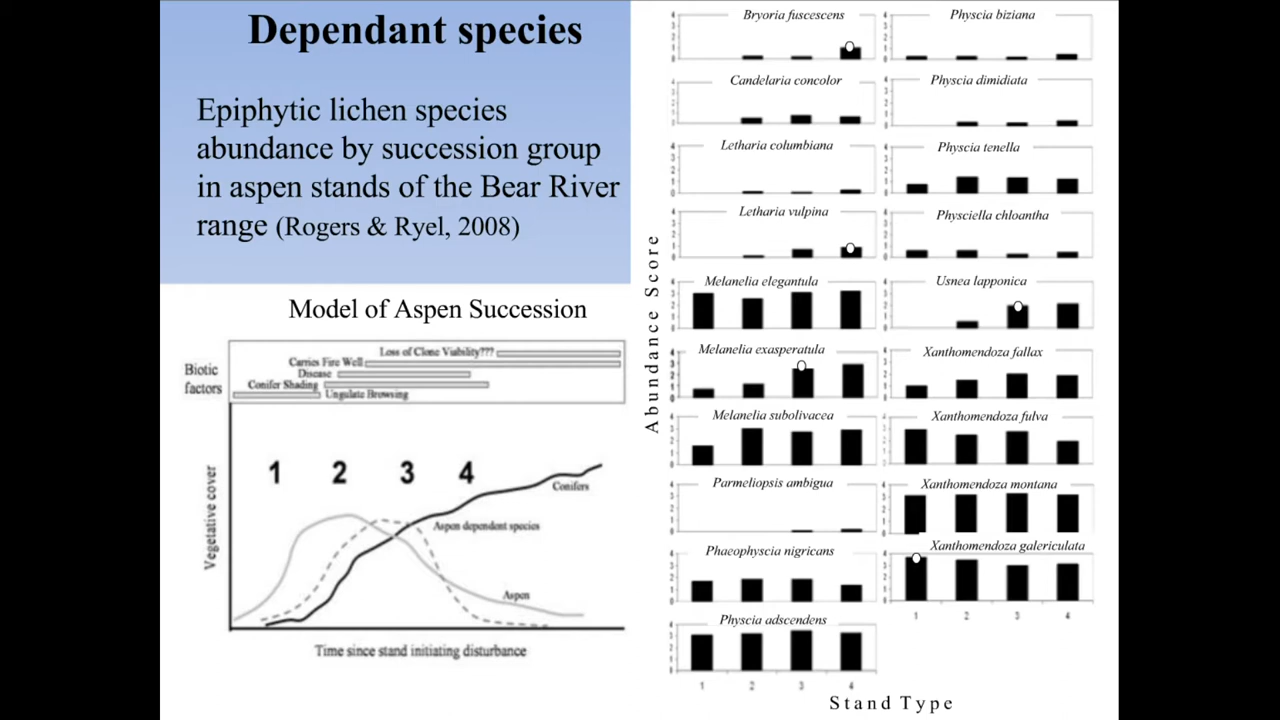 Dependant species
Epiphytic lichen species
abundance by succession group
in aspen stands of the Bear River
range (Rogers & Ryel, 2008)
Model of Aspen Succession
Biotic
factors
Loss of Clone Viability???
Carries Fire Well
Disease
Conifer Shading
Ungulate Browsing
1 2 3 4
Vegetative cover
Conifers
Aspen dependent species
Aspen
Time since stand initiating disturbance
Abundance Score
Bryoria fuscescens
Candelaria concolor
Letharia columbiana
Letharia vulpina
Melanelia elegantula
Melanelia exasperatula
Melanelia subolivacea
Parmeliopsis ambigua
Phaeophyscia nigricans
Physcia adscendens
1 2 3 4
Physcia biziana
Physcia dimidiata
Physcia tenella
Physciella chloantha
Usnea lapponica
Xanthomendoza fallax
Xanthomendoza fulva
Xanthomendoza montana
Xanthomendoza galericulata
1 2 3 4
Stand Type